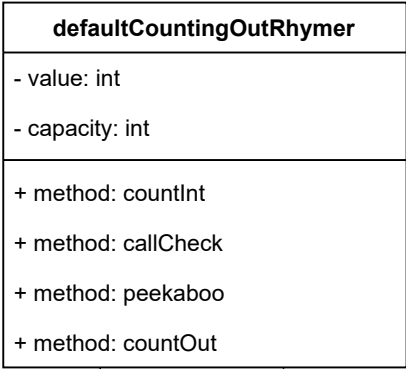 defaultCountingOutRhymer
- value: int
- capacity: int
+ method: countInt
+ method: callCheck
+ method: peekaboo
+ method: countOut